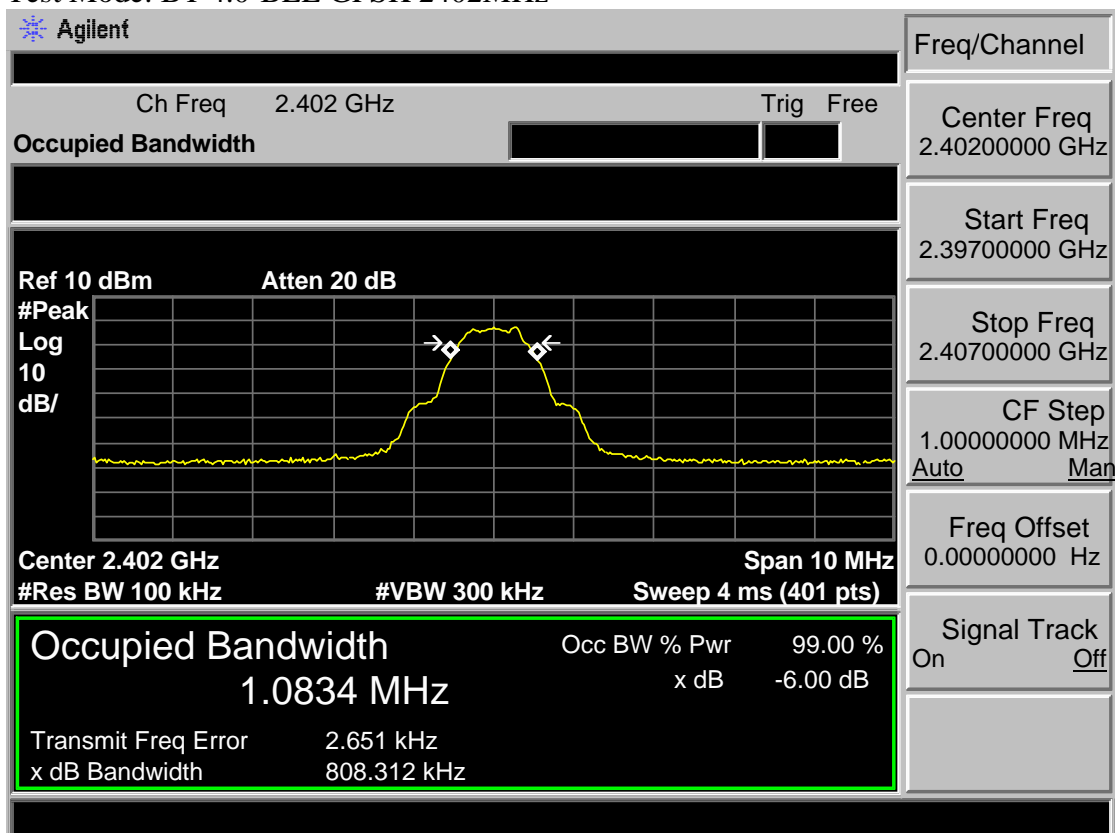 Agilent
Freq/Channel
Ch Freq 2.402 GHz Trig Free
Occupied Bandwidth
Center Freq
2.40200000 GHz
Start Freq
2.39700000 GHz
Stop Freq
2.40700000 GHz
CF Step
1.00000000 MHz
Auto Man
Freq Offset
0.00000000 Hz
Signal Track
On Off
Ref 10 dBm Atten 20 dB
#Peak
Log
10
dB/
Center 2.402 GHz Span 10 MHz
#Res BW 100 kHz #VBW 300 kHz Sweep 4 ms (401 pts)
Occupied Bandwidth Occ BW % Pwr 99.00 %
1.0834 MHz x dB -6.00 dB
Transmit Freq Error 2.651 kHz
x dB Bandwidth 808.312 kHz